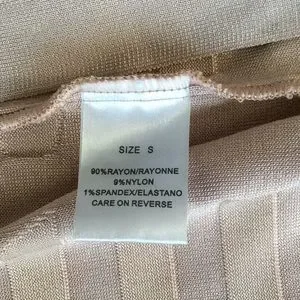 SIZE S
90%RAYON/RAYONNE
9%NYLON
1%SPANDEX/ELASTANO
CARE ON REVERSE